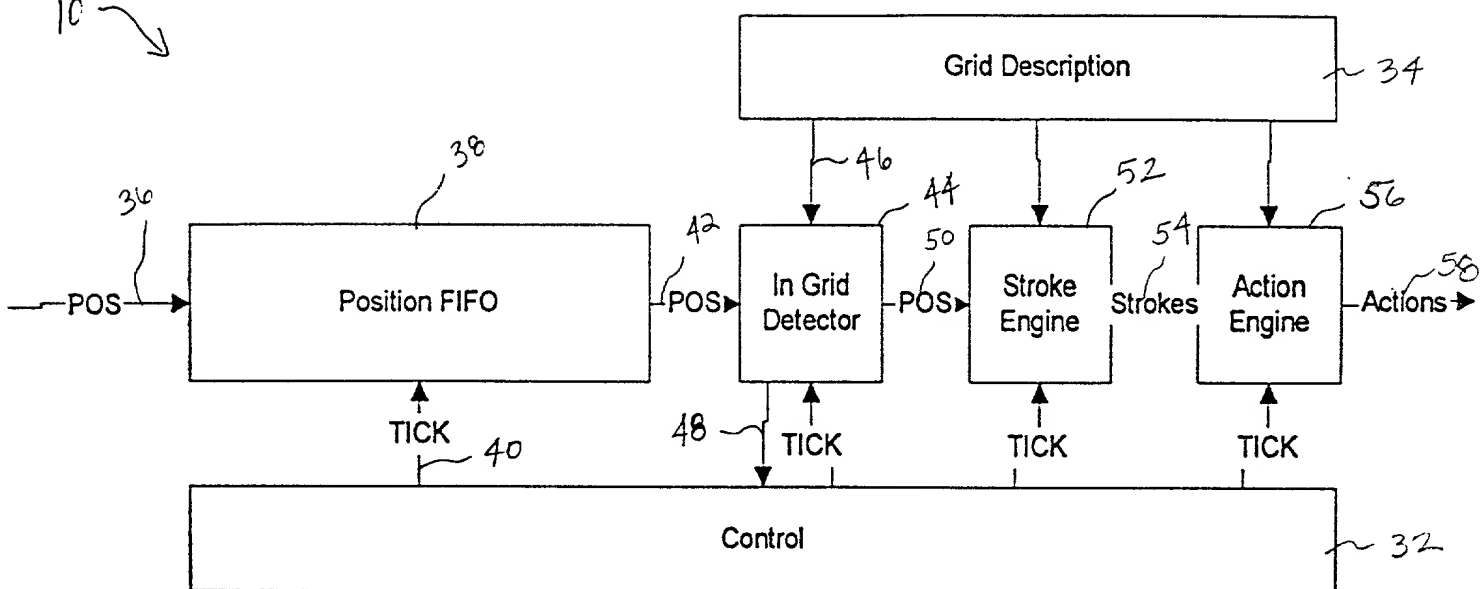 10
Grid Description
34
38
46
36
44
52
56
42
50
54
58
POS
Position FIFO
POS
In Grid
Detector
POS
Stroke
Engine
Strokes
Action
Engine
Actions
TICK
40
48
TICK
TICK
TICK
Control
32